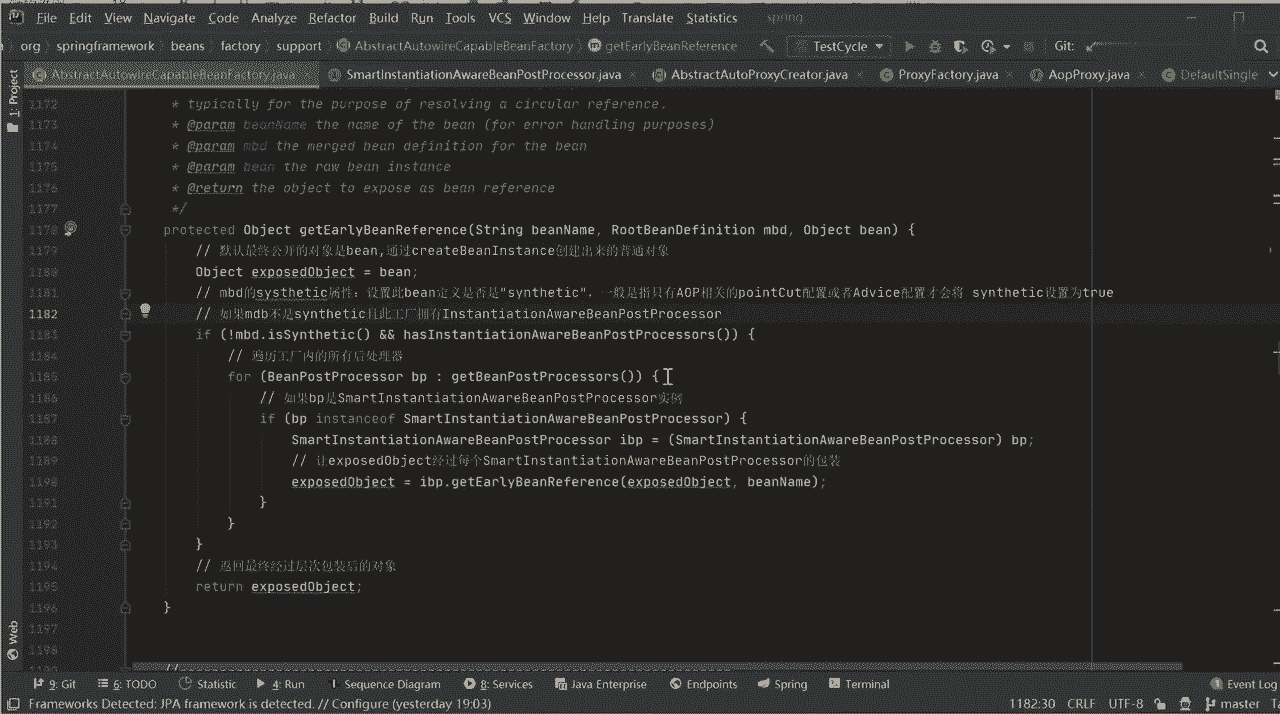 File Edit View Navigate Code Analyze Refactor Build Run Tools VCS Window Help Translate Statistics spring
org springframework beans factory support AbstractAutowireCapableBeanFactory getEarlyBeanReference TestCycle Git:
AbstractAutowireCapableBeanFactory.java SmartInstantiationAwareBeanPostProcessor.java AbstractAutoProxyCreator.java ProxyFactory.java AopProxy.java DefaultSingle
1: Project
1172 * typically for the purpose of resolving a circular reference.
1173 * @param beanName the name of the bean (for error handling purposes)
1174 * @param mbd the merged bean definition for the bean
1175 * @param bean the raw bean instance
1176 * @return the object to expose as bean reference
1177 */
1178 protected Object getEarlyBeanReference(String beanName, RootBeanDefinition mbd, Object bean) {
1179 // 默认最终公开的对象是bean,通过createBeanInstance创建出来的普通对象
1180 Object exposedObject = bean;
1181 // mbd的systhetic属性：设置此bean定义是否是"synthetic"，一般是指只有AOP相关的pointCut配置或者Advice配置才会将 synthetic设置为true
1182 // 如果mdb不是synthetic且此工厂拥有InstantiationAwareBeanPostProcessor
1183 if (!mbd.isSynthetic() && hasInstantiationAwareBeanPostProcessors()) {
1184 // 遍历工厂内的所有后处理器
1185 for (BeanPostProcessor bp : getBeanPostProcessors()) {
1186 // 如果bp是SmartInstantiationAwareBeanPostProcessor实例
1187 if (bp instanceof SmartInstantiationAwareBeanPostProcessor) {
1188 SmartInstantiationAwareBeanPostProcessor ibp = (SmartInstantiationAwareBeanPostProcessor) bp;
1189 // 让exposedObject经过每个SmartInstantiationAwareBeanPostProcessor的包装
1190 exposedObject = ibp.getEarlyBeanReference(exposedObject, beanName);
1191 }
1192 }
1193 }
1194 // 返回最终经过层次包装后的对象
1195 return exposedObject;
1196 }
1197
1198
Web
9: Git 6: TODO Statistic 4: Run Sequence Diagram 8: Services Java Enterprise Endpoints Spring Terminal 1 Event Log
Frameworks Detected: JPA framework is detected. // Configure (yesterday 19:03) 1182:30 CRLF UTF-8 master